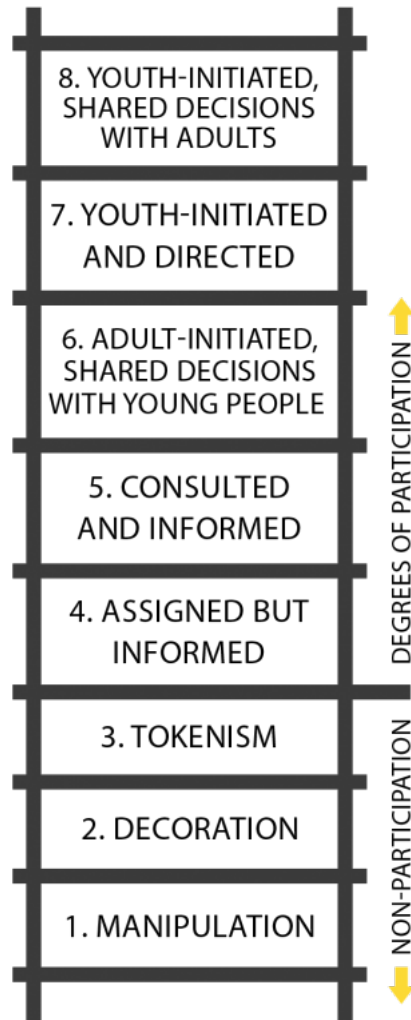 8. YOUTH-INITIATED,
SHARED DECISIONS
WITH ADULTS
7. YOUTH-INITIATED
AND DIRECTED
6. ADULT-INITIATED,
SHARED DECISIONS
WITH YOUNG PEOPLE
5. CONSULTED
AND INFORMED
4. ASSIGNED BUT
INFORMED
3. TOKENISM
2. DECORATION
1. MANIPULATION
DEGREES OF PARTICIPATION
NON-PARTICIPATION